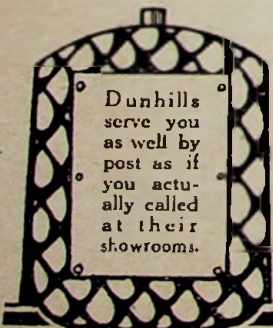 Dunhills
serve you
as well by
post as if
you actu-
ally called
at their
showrooms.